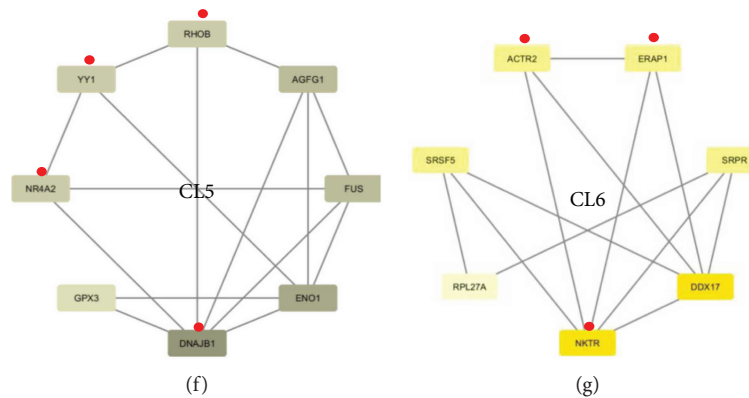 RHOB
YY1
AGFG1
NR4A2
CL5
FUS
GPX3
ENO1
DNAJB1
(f)
ACTR2
ERAP1
SRSF5
SRPR
CL6
RPL27A
DDX17
NKTR
(g)